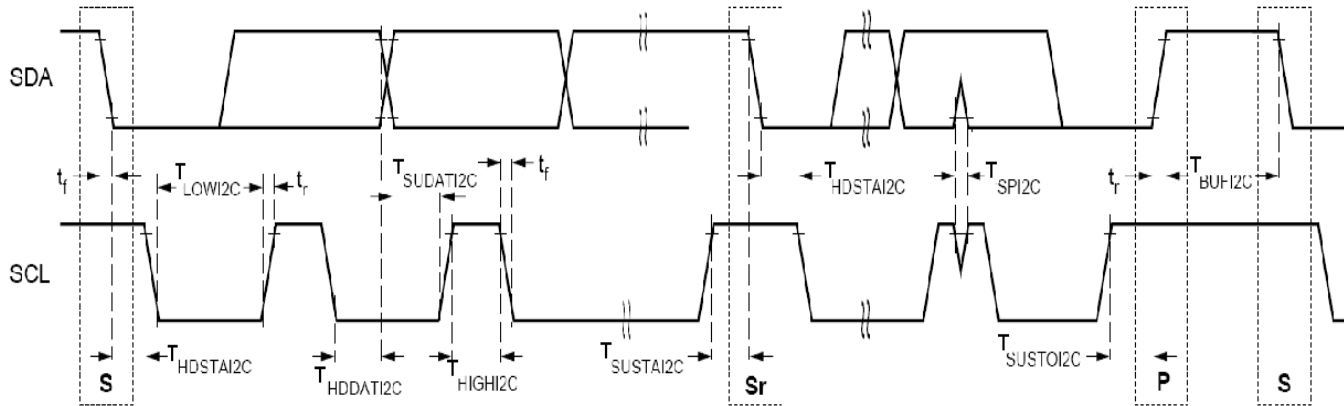 SDA
t_f T_LOWI2C t_r T_SUDATI2C t_f T_HDSTAI2C T_SPI2C t_r T_BUFI2C
SCL
T_HDSTAI2C T_HDDATI2C T_HIGHI2C T_SUSTAI2C T_SUSTOI2C
S Sr P S